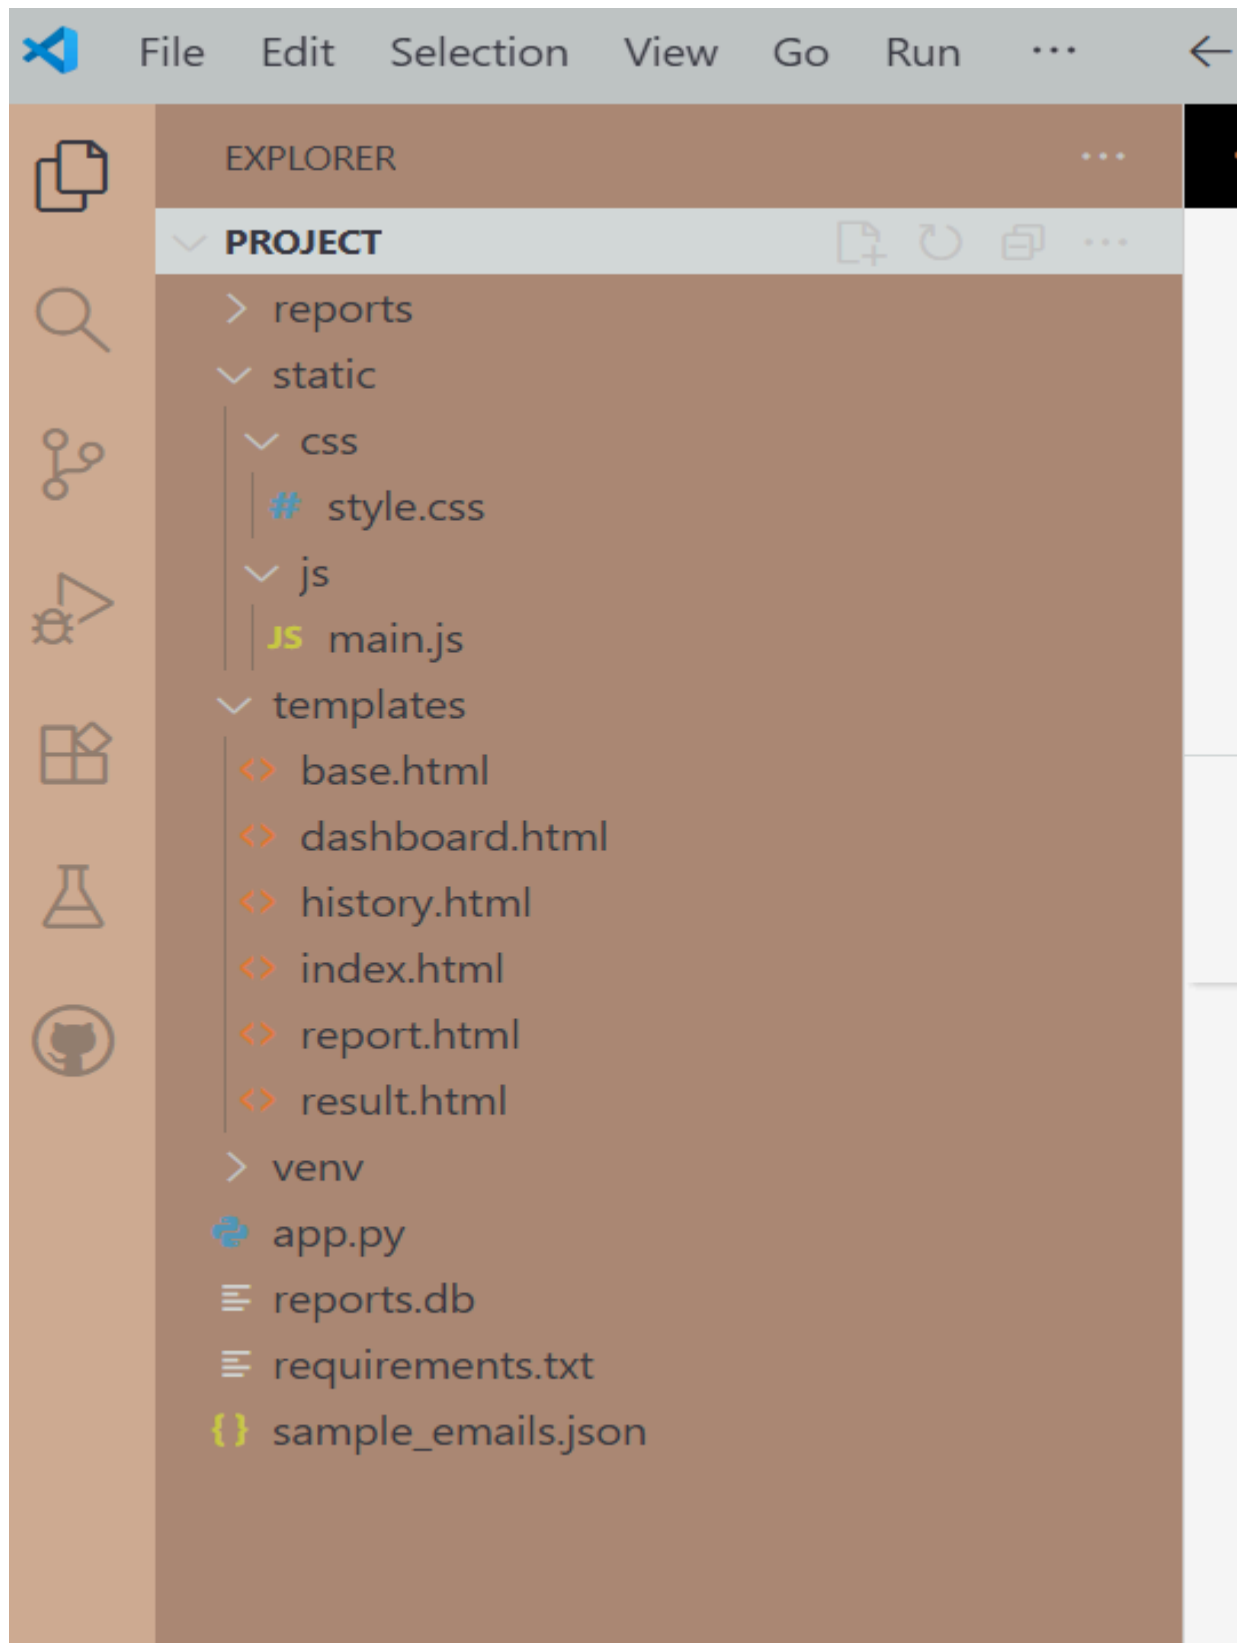 File Edit Selection View Go Run ···
EXPLORER
PROJECT
reports
static
css
# style.css
js
JS main.js
templates
<> base.html
<> dashboard.html
<> history.html
<> index.html
<> report.html
<> result.html
venv
app.py
reports.db
requirements.txt
{} sample_emails.json